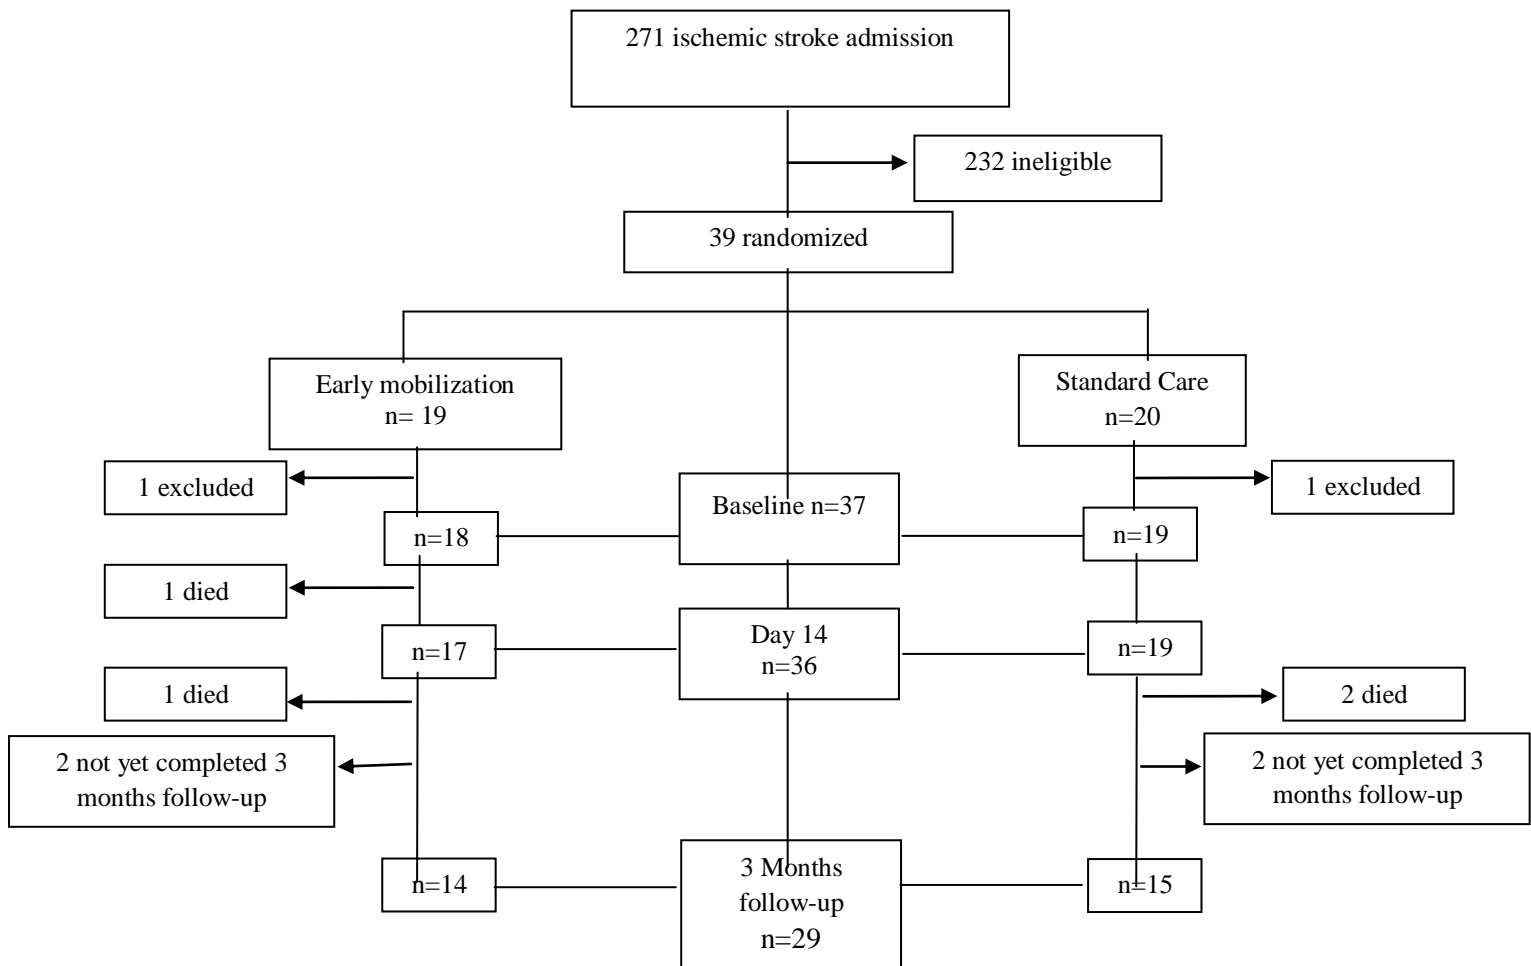 271 ischemic stroke admission
232 ineligible
39 randomized
Early mobilization
n= 19
Standard Care
n=20
1 excluded
Baseline n=37
1 excluded
n=18
n=19
1 died
n=17
Day 14
n=36
n=19
1 died
2 died
2 not yet completed 3
months follow-up
2 not yet completed 3
months follow-up
n=14
3 Months
follow-up
n=29
n=15